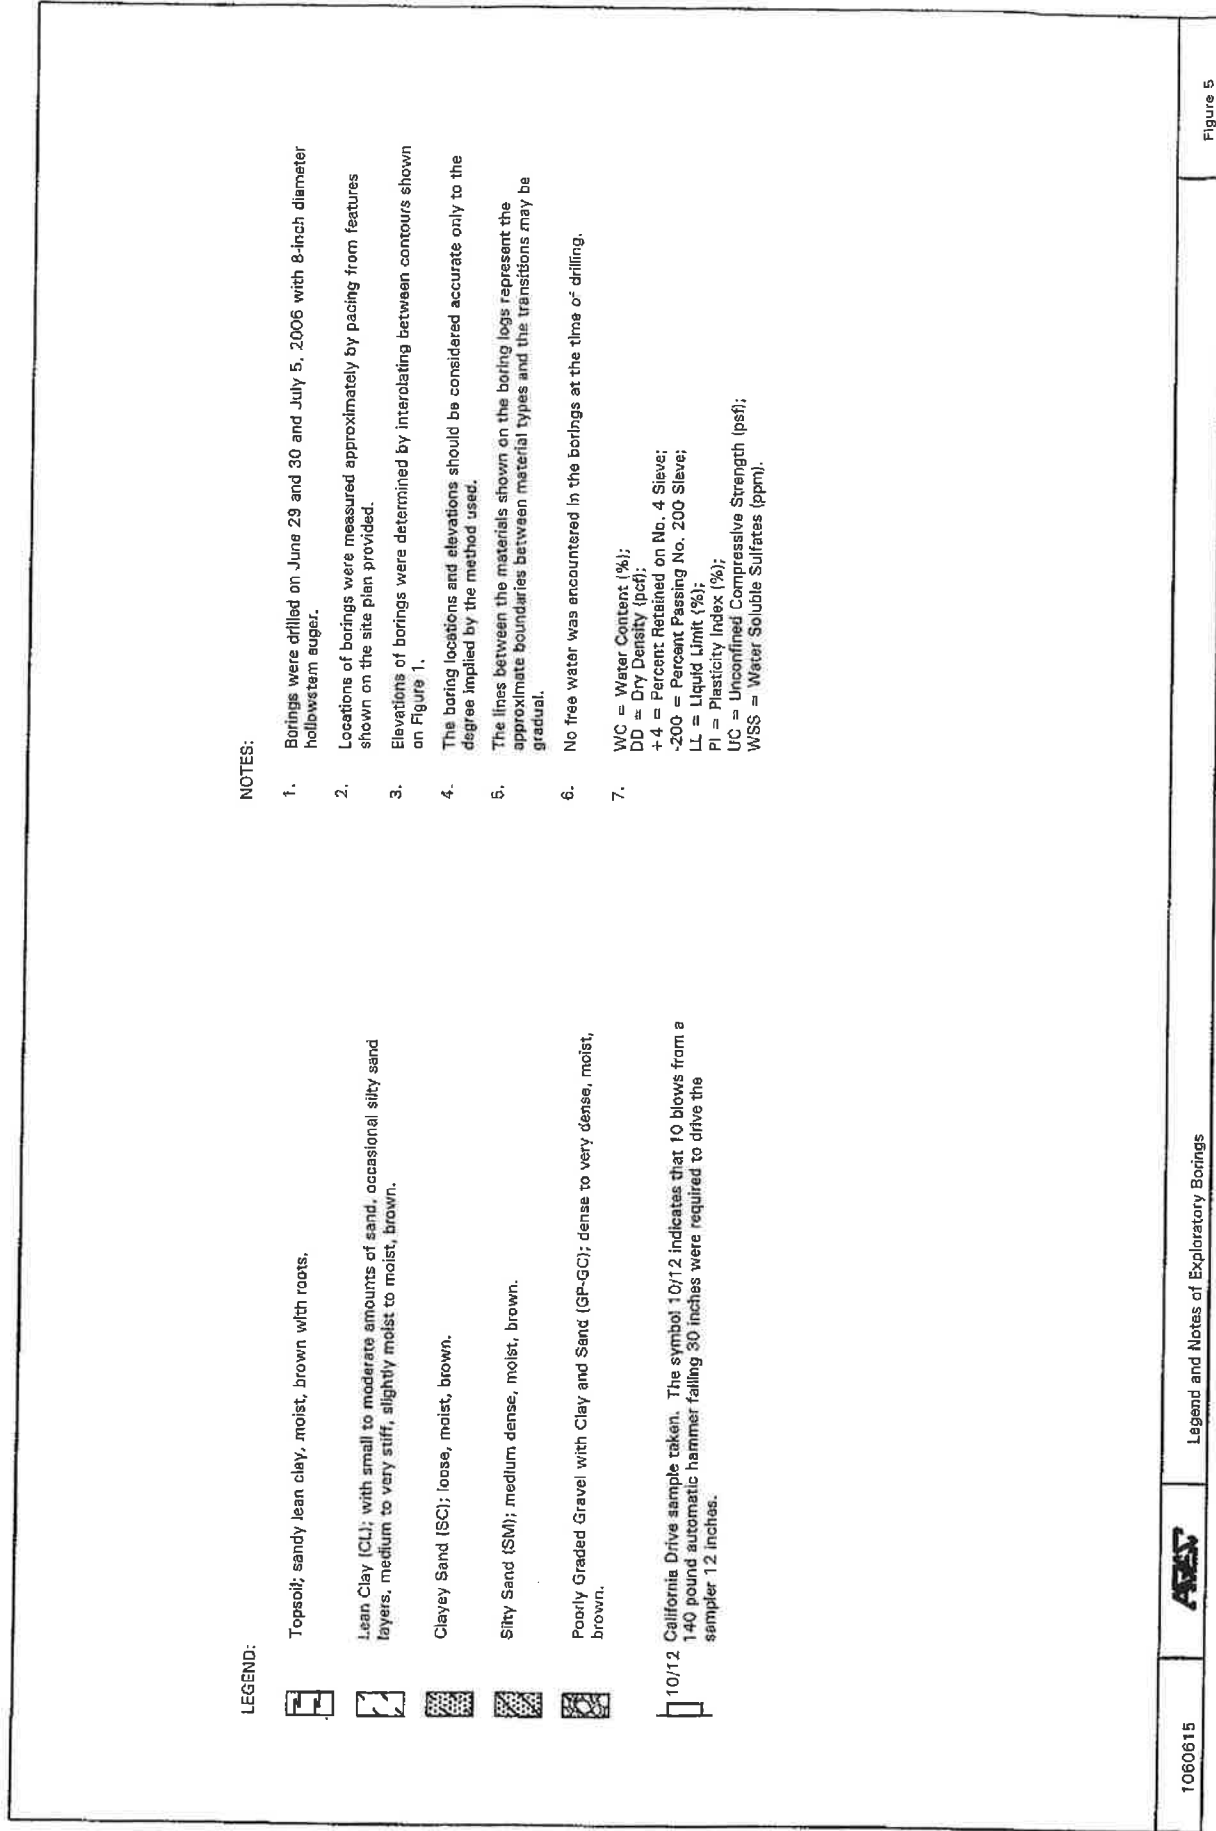 LEGEND:
Topsoil; sandy lean clay, moist, brown with roots.
Lean Clay (CL); with small to moderate amounts of sand, occasional silty sand
layers, medium to very stiff, slightly moist to moist, brown.
Clayey Sand (SC); loose, moist, brown.
Silty Sand (SM); medium dense, moist, brown.
Poorly Graded Gravel with Clay and Sand (GP-GC); dense to very dense, moist,
brown.
10/12 California Drive sample taken. The symbol 10/12 indicates that 10 blows from a
140 pound automatic hammer falling 30 inches were required to drive the
sampler 12 inches.
NOTES:
1. Borings were drilled on June 29 and 30 and July 5, 2006 with 8-inch diameter
hollowstem auger.
2. Locations of borings were measured approximately by pacing from features
shown on the site plan provided.
3. Elevations of borings were determined by interolating between contours shown
on Figure 1.
4. The boring locations and elevations should be considered accurate only to the
degree implied by the method used.
5. The lines between the materials shown on the boring logs represent the
approximate boundaries between material types and the transitions may be
gradual.
6. No free water was encountered in the borings at the time of drilling.
7. WC = Water Content (%);
DD = Dry Density (pcf);
+4 = Percent Retained on No. 4 Sieve;
-200 = Percent Passing No. 200 Sieve;
LL = Liquid Limit (%);
PI = Plasticity Index (%);
UC = Unconfined Compressive Strength (psf);
WSS = Water Soluble Sulfates (ppm).
1060615
AGEC
Legend and Notes of Exploratory Borings
Figure 5